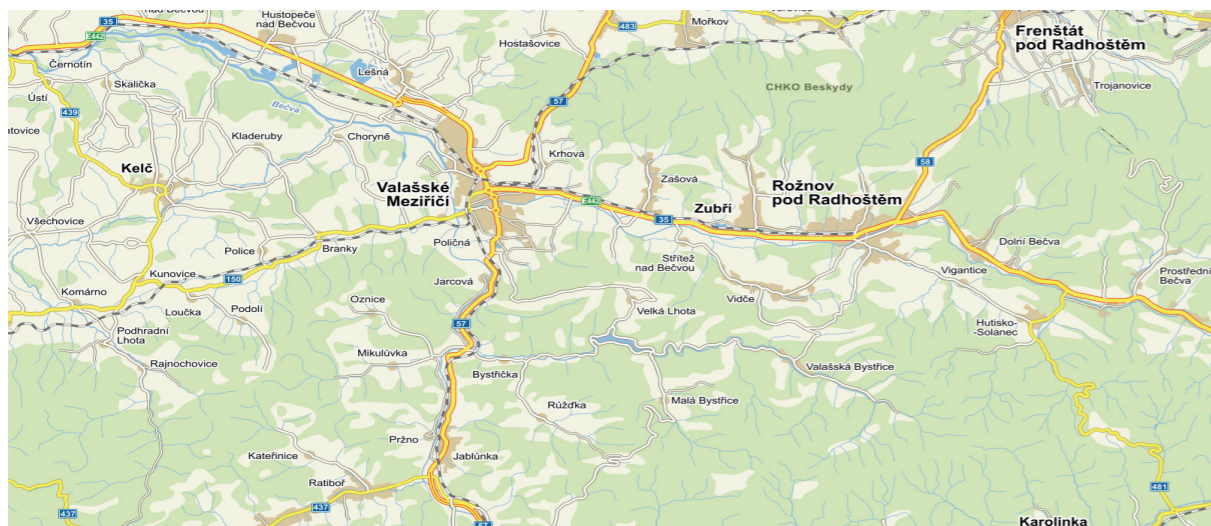 nad Bečvou
35
E442
Hustopeče
nad Bečvou
483
Mořkov
Hostašovice
Frenštát
pod Radhoštěm
Černotín
Skalička
Lešná
Trojanovice
CHKO Beskydy
Ústí
439
Bečva
57
Kladeruby
Choryně
Kelč
Krhová
58
Valašské
Meziříčí
Zašová
Rožnov
pod Radhoštěm
E442
Zubří
35
Všechovice
Police
Branky
Poličná
Dolní Bečva
Střítež
nad Bečvou
Kunovice
150
Jarcová
Vigantice
Prostřední
Bečva
Komárno
Loučka
Podolí
Oznice
Vidče
Velká Lhota
57
Podhradní
Lhota
Hutisko-
-Solanec
Rajnochovice
Mikulůvka
Bystřička
Valašská Bystřice
Růžďka
Malá Bystřice
Pržno
Kateřinice
Jablůnka
Ratiboř
481
437
437
57
Karolinka